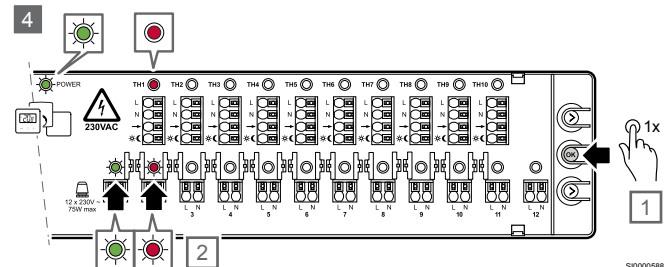 4
POWER
TH1 TH2 TH3 TH4 TH5 TH6 TH7 TH8 TH9 TH10
230VAC
L L L L L L L L L L
N N N N N N N N N N
OK
1x
1
12 x 230V ~
75W max
L N L N L N L N L N L N L N L N L N L N
3 4 5 6 7 8 9 10 11 12
2
SI0000588